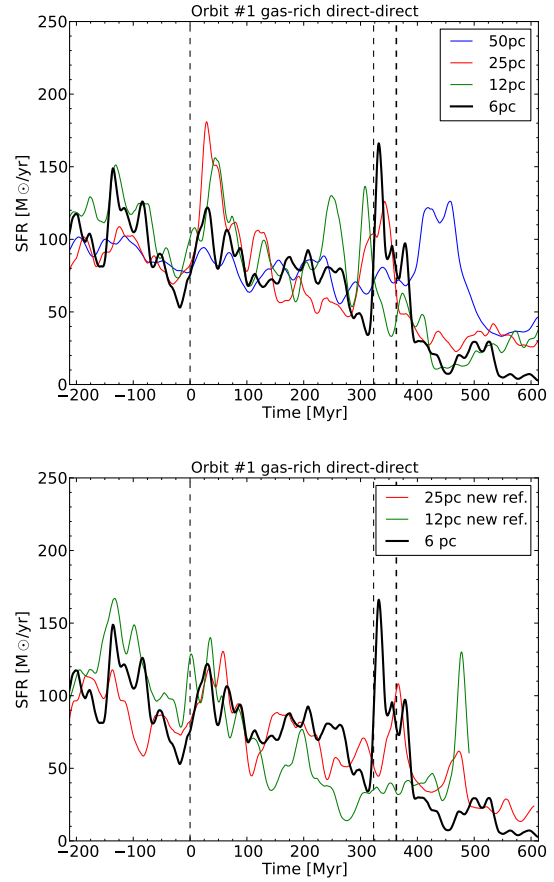 Orbit #1 gas-rich direct-direct
250
200
150
100
50
0
SFR [M⊙/yr]
50pc
25pc
12pc
6pc
−200 −100 0 100 200 300 400 500 600
Time [Myr]
Orbit #1 gas-rich direct-direct
250
200
150
100
50
0
SFR [M⊙/yr]
25pc new ref.
12pc new ref.
6 pc
−200 −100 0 100 200 300 400 500 600
Time [Myr]